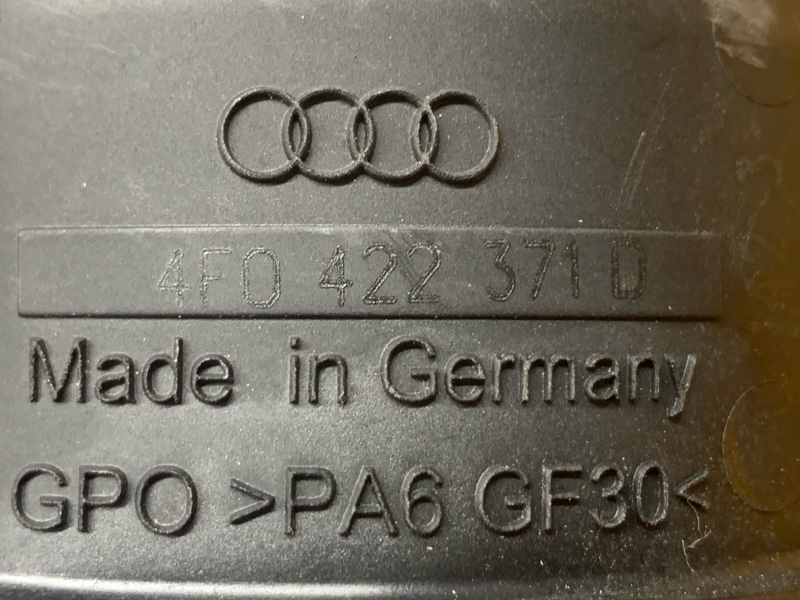 4F0 422 371 D
Made in Germany
GPO >PA6 GF30<